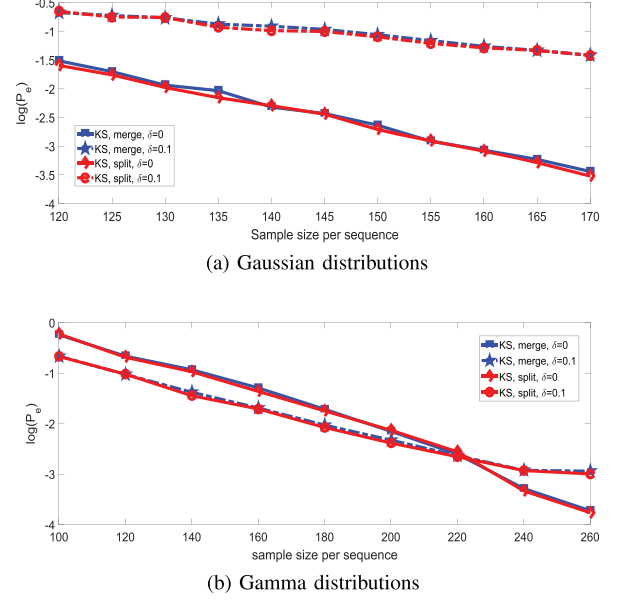 -0.5
-1
-1.5
-2
-2.5
-3
-3.5
-4
log(Pe)
KS, merge, δ=0
KS, merge, δ=0.1
KS, split, δ=0
KS, split, δ=0.1
120 125 130 135 140 145 150 155 160 165 170
Sample size per sequence
(a) Gaussian distributions
0
-1
-2
-3
-4
log(Pe)
KS, merge, δ=0
KS, merge, δ=0.1
KS, split, δ=0
KS, split, δ=0.1
100 120 140 160 180 200 220 240 260
sample size per sequence
(b) Gamma distributions